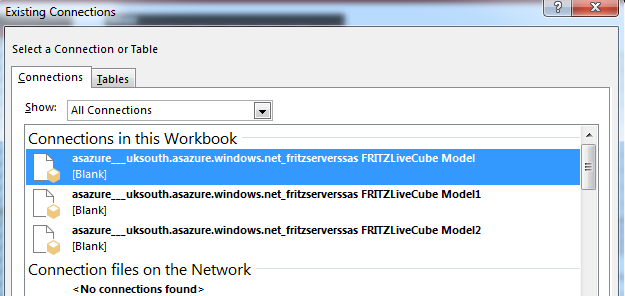 Existing Connections
Select a Connection or Table
Connections
Tables
Show:
All Connections
Connections in this Workbook
asazure___uksouth.asazure.windows.net_fritzserverssas FRITZLiveCube Model
[Blank]
asazure___uksouth.asazure.windows.net_fritzserverssas FRITZLiveCube Model1
[Blank]
asazure___uksouth.asazure.windows.net_fritzserverssas FRITZLiveCube Model2
[Blank]
Connection files on the Network
<No connections found>